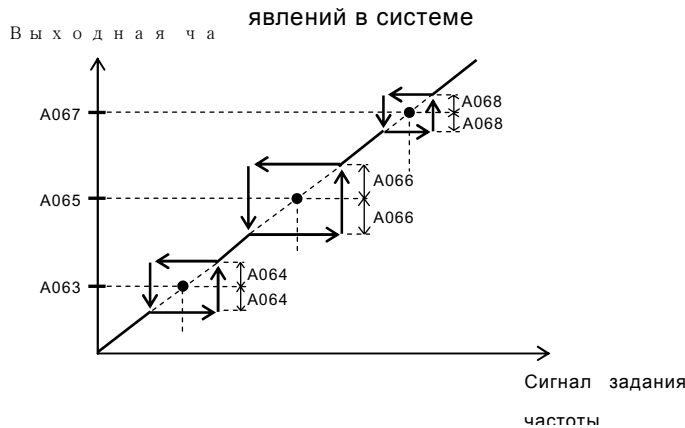 явлений в системе
Выходная ча
A067
A068
A068
A065
A066
A066
A063
A064
A064
Сигнал задания
частоты